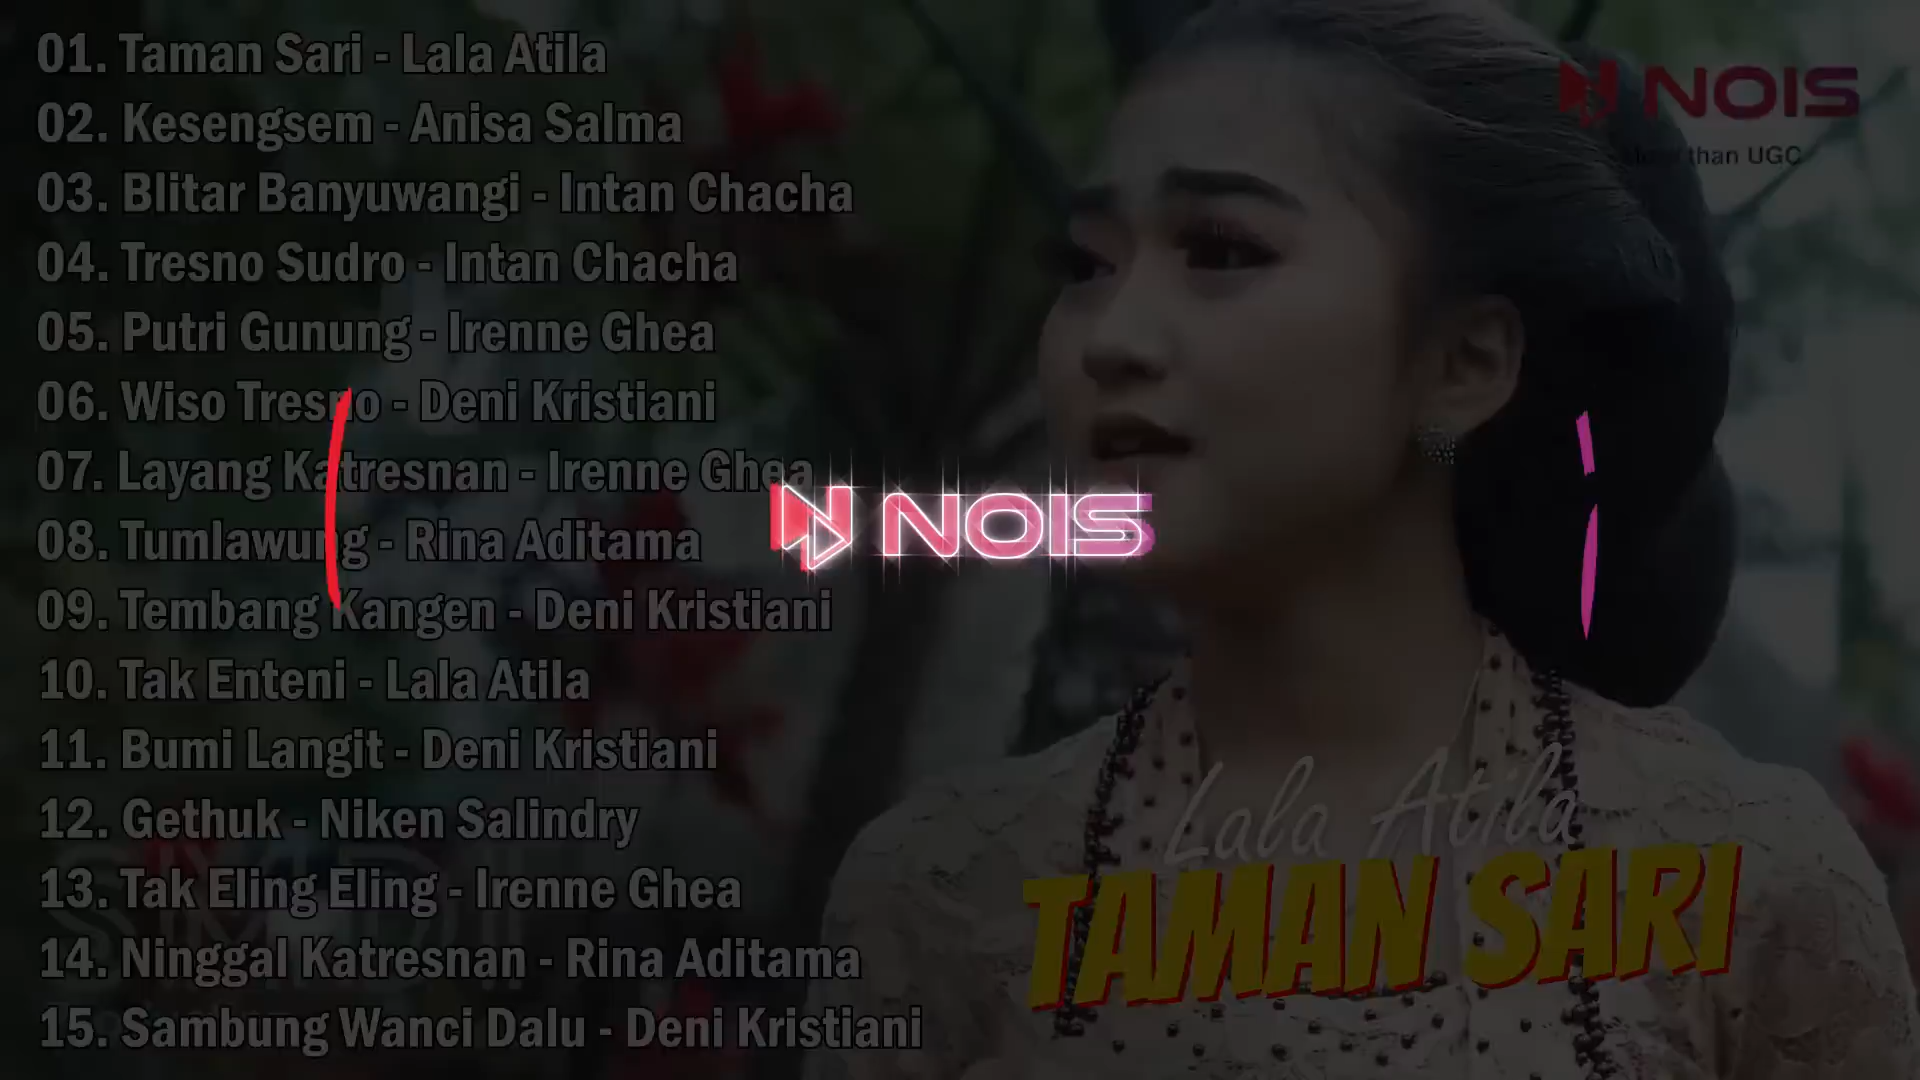 01. Taman Sari - Lala Atila
02. Kesengsem - Anisa Salma
03. Blitar Banyuwangi - Intan Chacha
04. Tresno Sudro - Intan Chacha
05. Putri Gunung - Irenne Ghea
06. Wiso Tresno - Deni Kristiani
07. Layang Katresnan - Irenne Ghea
08. Tumlawung - Rina Aditama
09. Tembang Kangen - Deni Kristiani
10. Tak Enteni - Lala Atila
11. Bumi Langit - Deni Kristiani
12. Gethuk - Niken Salindry
13. Tak Eling Eling - Irenne Ghea
14. Ninggal Katresnan - Rina Aditama
15. Sambung Wanci Dalu - Deni Kristiani
NOIS
More than UGC
NOIS
Lala Atila
TAMAN SARI